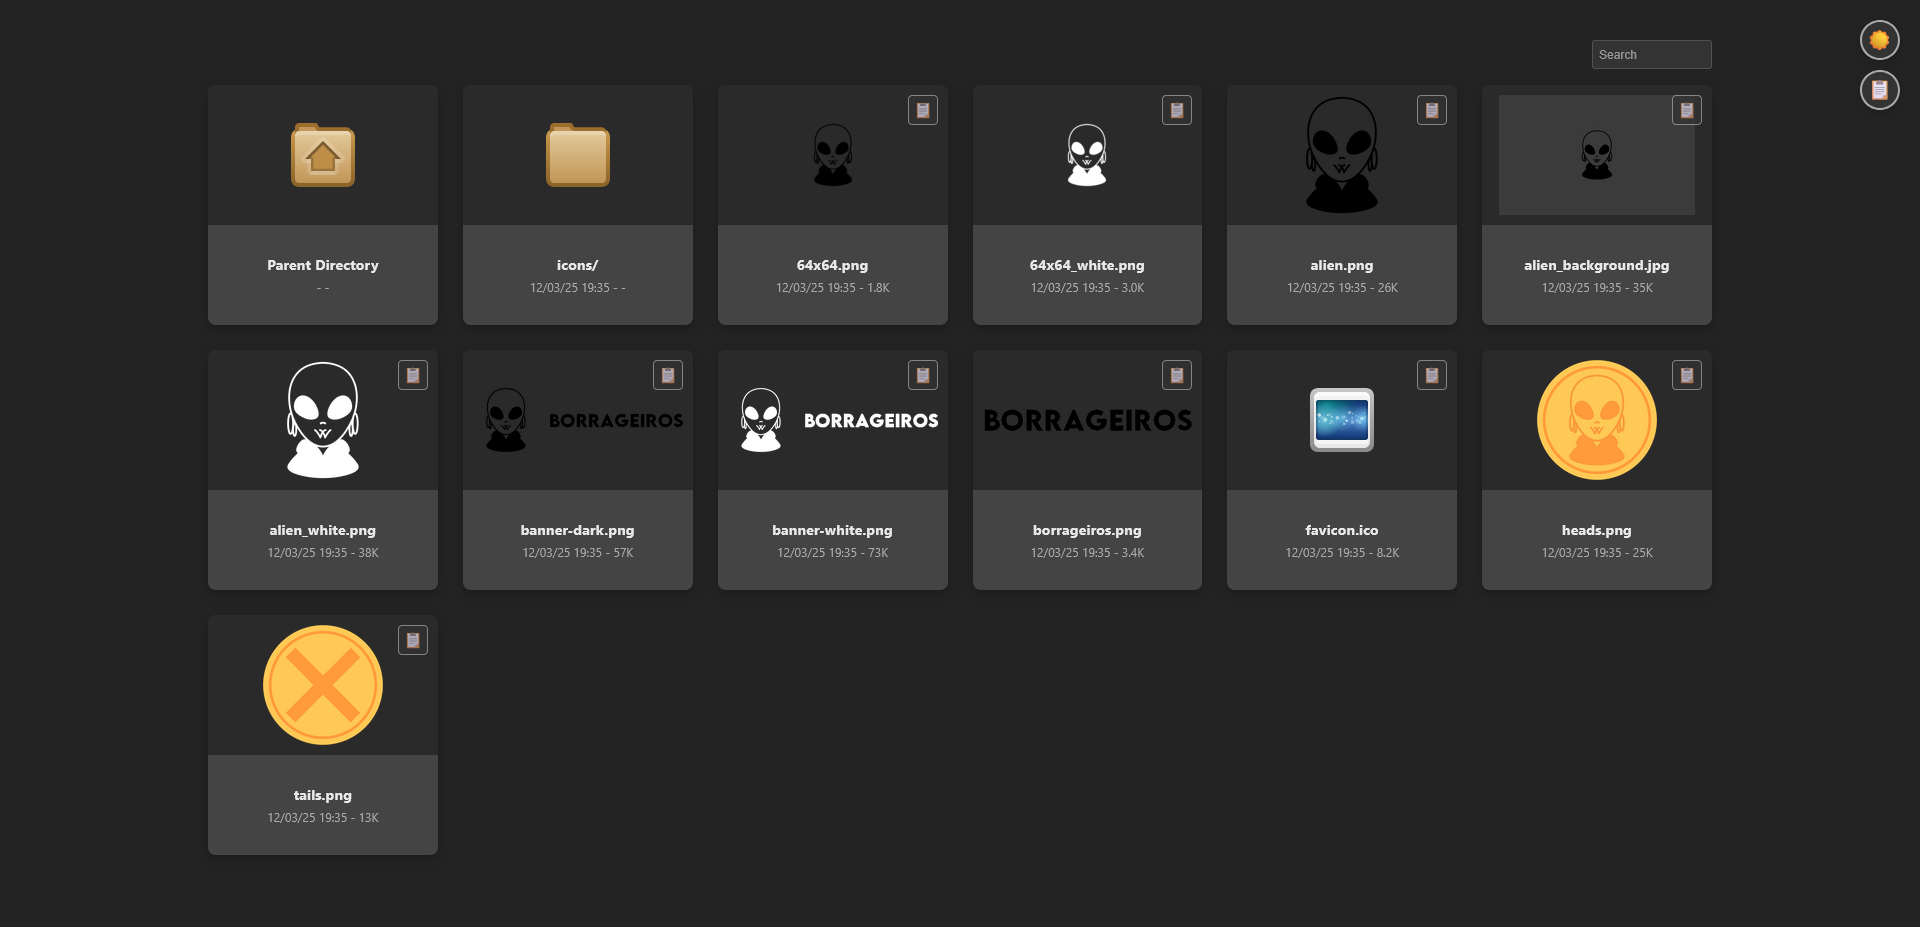 Search
Parent Directory
- -
icons/
12/03/25 19:35 - -
64x64.png
12/03/25 19:35 - 1.8K
64x64_white.png
12/03/25 19:35 - 3.0K
alien.png
12/03/25 19:35 - 26K
alien_background.jpg
12/03/25 19:35 - 35K
alien_white.png
12/03/25 19:35 - 38K
BORRAGEIROS
banner-dark.png
12/03/25 19:35 - 57K
BORRAGEIROS
banner-white.png
12/03/25 19:35 - 73K
BORRAGEIROS
borrageiros.png
12/03/25 19:35 - 3.4K
favicon.ico
12/03/25 19:35 - 8.2K
heads.png
12/03/25 19:35 - 25K
tails.png
12/03/25 19:35 - 13K